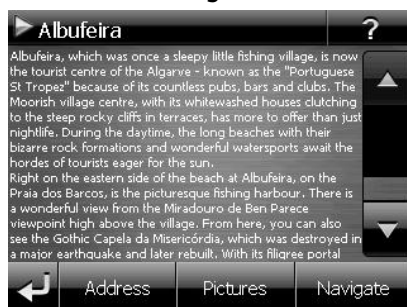 Albufeira
?
Albufeira, which was once a sleepy little fishing village, is now
the tourist centre of the Algarve - known as the "Portuguese
St Tropez" because of its countless pubs, bars and clubs. The
Moorish village centre, with its whitewashed houses clutching
to the steep rocky cliffs in terraces, has more to offer than just
nightlife. During the daytime, the long beaches with their
bizarre rock formations and wonderful watersports await the
hordes of tourists eager for the sun.
Right on the eastern side of the beach at Albufeira, on the
Praia dos Barcos, is the picturesque fishing harbour. There is
a wonderful view from the Miradouro de Ben Parece
viewpoint high above the village. From here, you can also
see the Gothic Capela da Misericórdia, which was destroyed in
a major earthquake and later rebuilt. With its filigree portal
Address
Pictures
Navigate